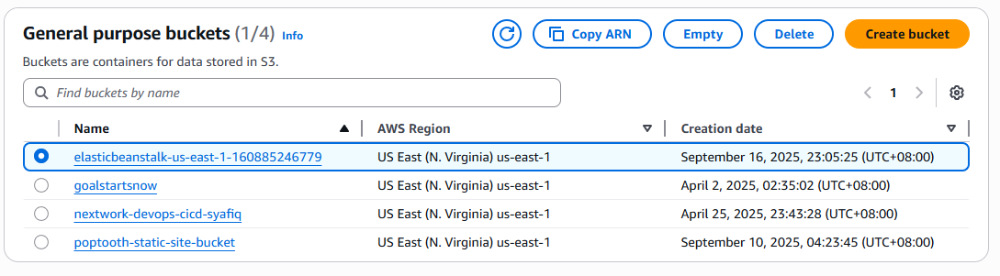 General purpose buckets (1/4) Info
Copy ARN Empty Delete Create bucket
Buckets are containers for data stored in S3.
Find buckets by name
1
Name AWS Region Creation date
elasticbeanstalk-us-east-1-160885246779 US East (N. Virginia) us-east-1 September 16, 2025, 23:05:25 (UTC+08:00)
goalstartsnow US East (N. Virginia) us-east-1 April 2, 2025, 02:35:02 (UTC+08:00)
nextwork-devops-cicd-syafiq US East (N. Virginia) us-east-1 April 25, 2025, 23:43:28 (UTC+08:00)
poptooth-static-site-bucket US East (N. Virginia) us-east-1 September 10, 2025, 04:23:45 (UTC+08:00)